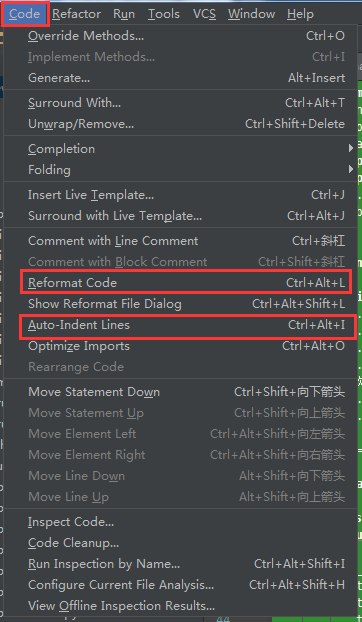 Code Refactor Run Tools VCS Window Help
Override Methods... Ctrl+O
Implement Methods... Ctrl+I
Generate... Alt+Insert
Surround With... Ctrl+Alt+T
Unwrap/Remove... Ctrl+Shift+Delete
Completion
Folding
Insert Live Template... Ctrl+J
Surround with Live Template... Ctrl+Alt+J
Comment with Line Comment Ctrl+斜杠
Comment with Block Comment Ctrl+Shift+斜杠
Reformat Code Ctrl+Alt+L
Show Reformat File Dialog Ctrl+Alt+Shift+L
Auto-Indent Lines Ctrl+Alt+I
Optimize Imports Ctrl+Alt+O
Rearrange Code
Move Statement Down Ctrl+Shift+向下箭头
Move Statement Up Ctrl+Shift+向上箭头
Move Element Left Ctrl+Alt+Shift+向左箭头
Move Element Right Ctrl+Alt+Shift+向右箭头
Move Line Down Alt+Shift+向下箭头
Move Line Up Alt+Shift+向上箭头
Inspect Code...
Code Cleanup...
Run Inspection by Name... Ctrl+Alt+Shift+I
Configure Current File Analysis... Ctrl+Alt+Shift+H
View Offline Inspection Results...
44